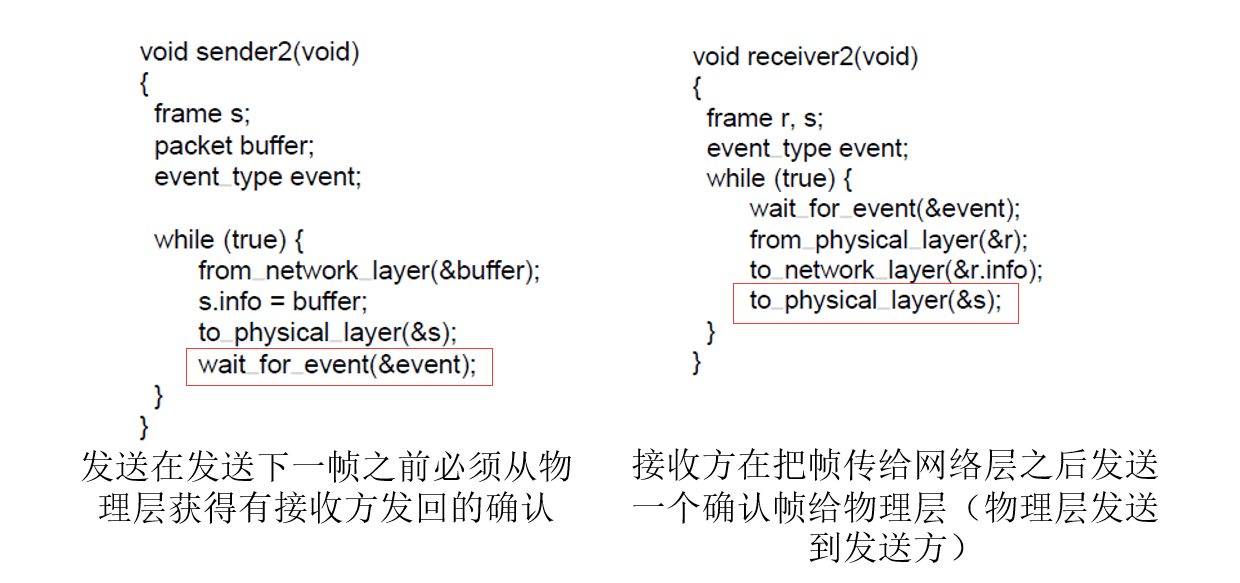 void sender2(void)
{
frame s;
packet buffer;
event_type event;
while (true) {
from_network_layer(&buffer);
s.info = buffer;
to_physical_layer(&s);
wait_for_event(&event);
}
}
发送在发送下一帧之前必须从物
理层获得有接收方发回的确认
void receiver2(void)
{
frame r, s;
event_type event;
while (true) {
wait_for_event(&event);
from_physical_layer(&r);
to_network_layer(&r.info);
to_physical_layer(&s);
}
}
接收方在把帧传给网络层之后发送
一个确认帧给物理层（物理层发送
到发送方）